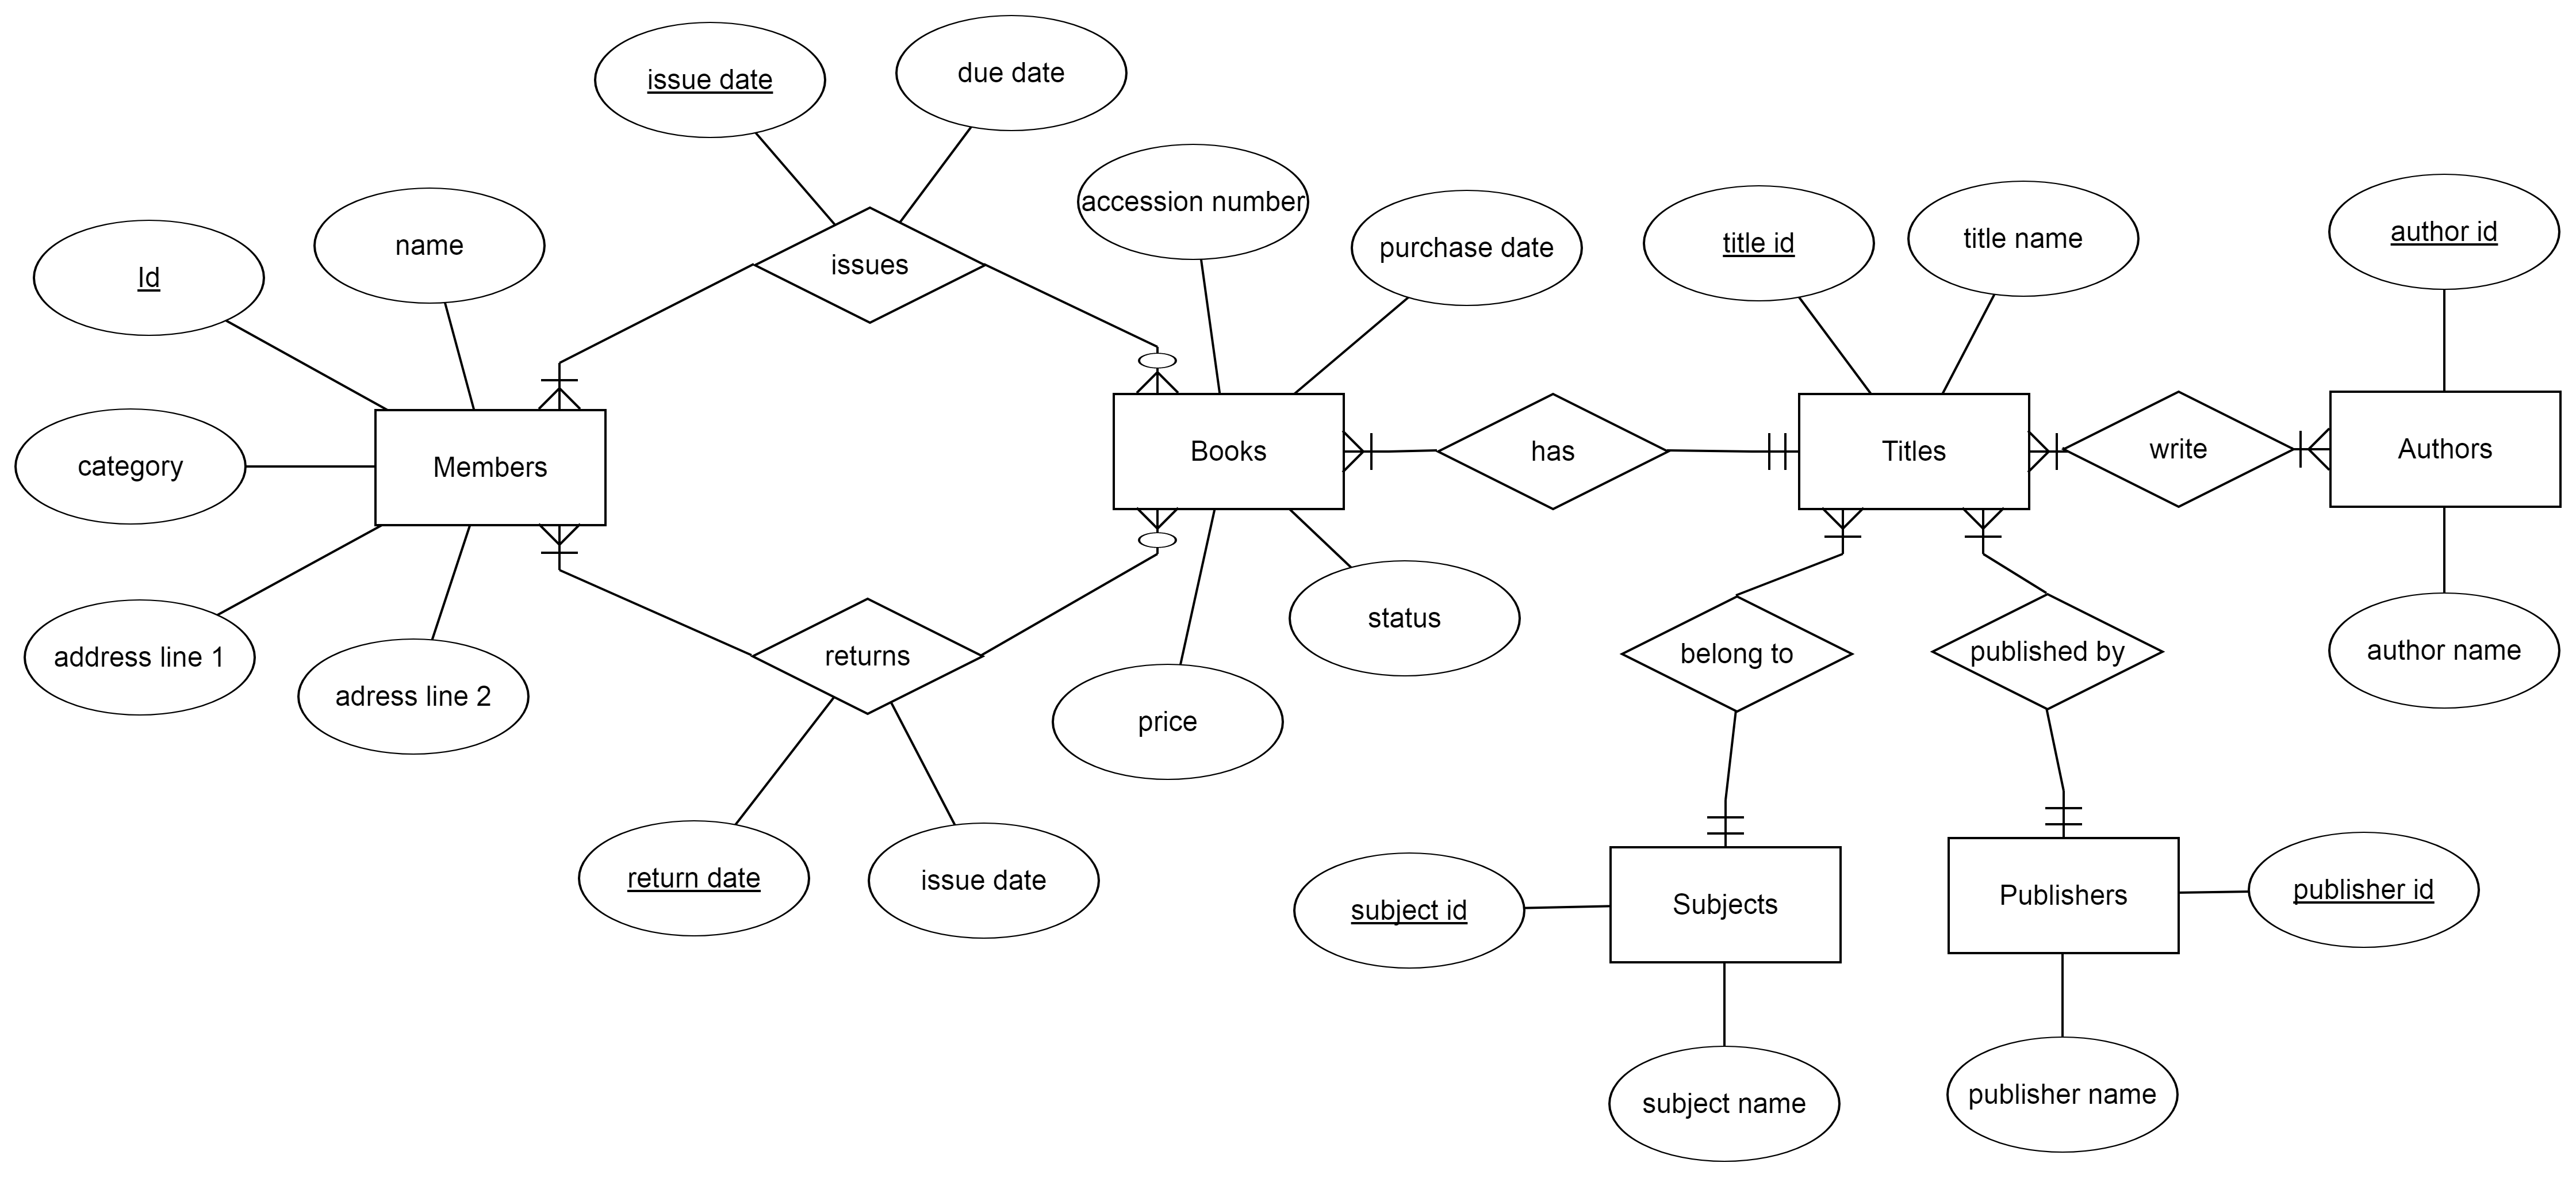 issue date
due date
accession number
purchase date
title id
title name
author id
Id
name
issues
category
Members
Books
has
Titles
write
Authors
address line 1
adress line 2
returns
price
status
belong to
published by
author name
return date
issue date
subject id
Subjects
Publishers
publisher id
subject name
publisher name